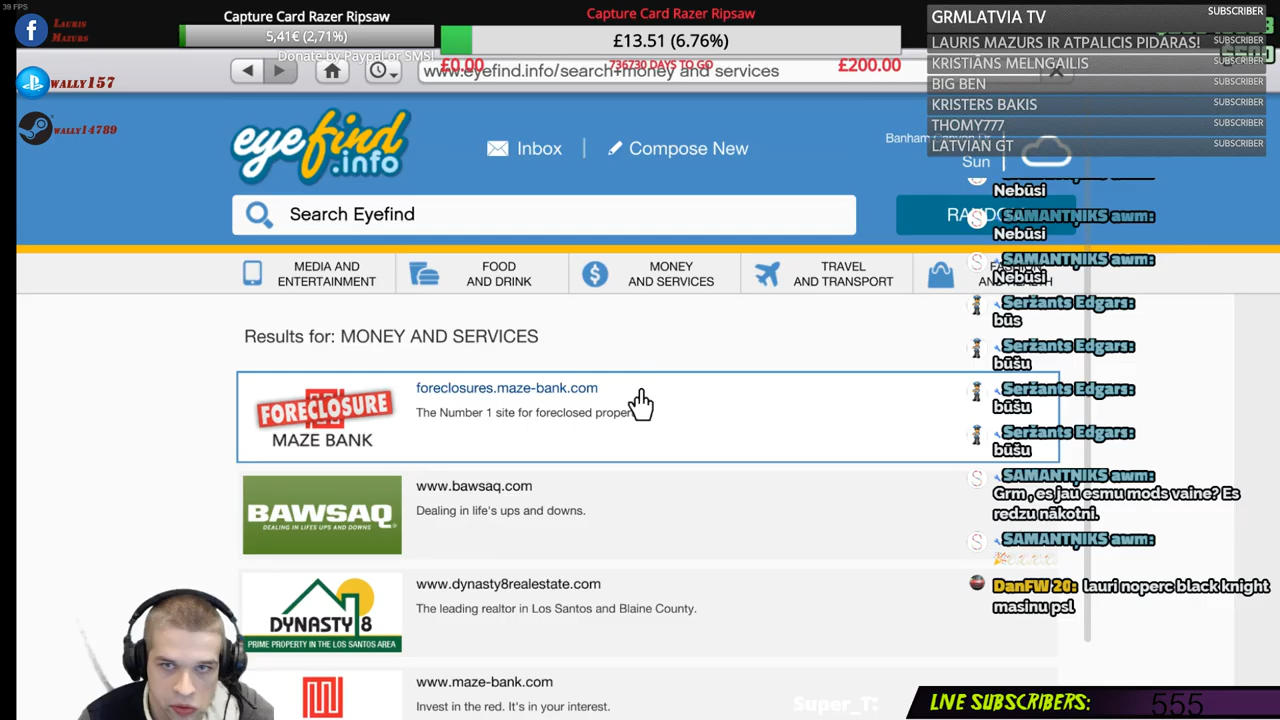 39 FPS
Lauris
Mazurs
wally157
wally14789
Capture Card Razer Ripsaw
5,41€ (2,71%)
Donate by Paypal or SMS!
Capture Card Razer Ripsaw
£13.51 (6.76%)
£0.00
736730 DAYS TO GO
£200.00
www.eyefind.info/search+money and services
GRMLATVIA TV SUBSCRIBER
LAURIS MAZURS IR ATPALICIS PIDARAS! SUBSCRIBER
KRISTIĀNS MELNGAILIS SUBSCRIBER
BIG BEN SUBSCRIBER
KRISTERS BAKIS SUBSCRIBER
THOMY777 SUBSCRIBER
LATVIAN GT SUBSCRIBER
eyefind
.info
Inbox
Compose New
Sun
Search Eyefind
MEDIA AND
ENTERTAINMENT
FOOD
AND DRINK
MONEY
AND SERVICES
TRAVEL
AND TRANSPORT
Results for: MONEY AND SERVICES
FORECLOSURE
MAZE BANK
foreclosures.maze-bank.com
The Number 1 site for foreclosed proper
BAWSAQ
DEALING IN LIFE'S UPS AND DOWNS
www.bawsaq.com
Dealing in life's ups and downs.
DYNASTY 8
PRIME PROPERTY IN THE LOS SANTOS AREA
www.dynasty8realestate.com
The leading realtor in Los Santos and Blaine County.
www.maze-bank.com
Invest in the red. It's in your interest.
Nebūsi
SAMANTŅIKS awm:
Nebūsi
SAMANTŅIKS awm:
Nebūsi
Seržants Edgars:
būs
Seržants Edgars:
būšu
Seržants Edgars:
būšu
Seržants Edgars:
būšu
SAMANTŅIKS awm:
Grm , es jau esmu mods vaine? Es
redzu nākotni.
SAMANTŅIKS awm:
DanFW 20: lauri noperc black knight
masinu psl
Super_T:
LIVE SUBSCRIBERS: 555